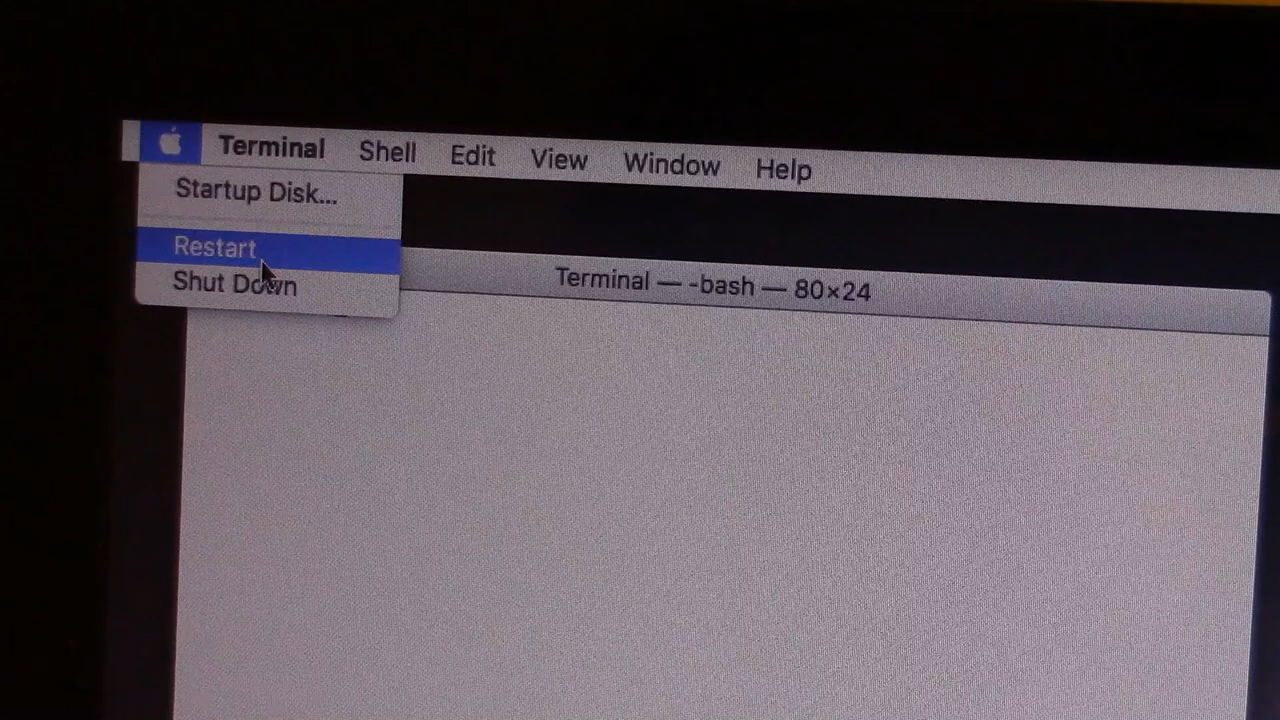 Terminal Shell Edit View Window Help
Startup Disk...
Restart
Shut Down
Terminal — -bash — 80×24